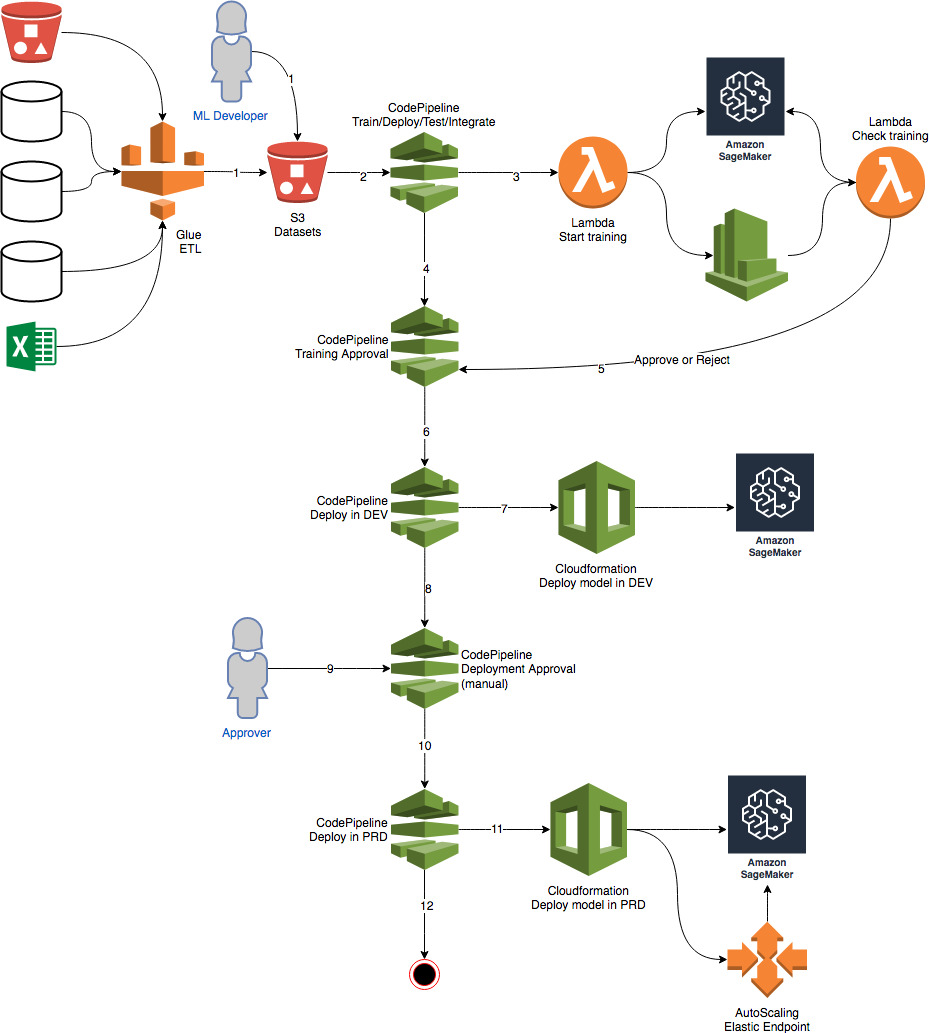 ML Developer
1
CodePipeline
Train/Deploy/Test/Integrate
Amazon
SageMaker
Lambda
Check training
1
2
3
S3
Datasets
Glue
ETL
Lambda
Start training
4
X
CodePipeline
Training Approval
Approve or Reject
5
6
CodePipeline
Deploy in DEV
7
Amazon
SageMaker
Cloudformation
Deploy model in DEV
8
CodePipeline
Deployment Approval
(manual)
9
Approver
10
CodePipeline
Deploy in PRD
11
Amazon
SageMaker
Cloudformation
Deploy model in PRD
12
AutoScaling
Elastic Endpoint